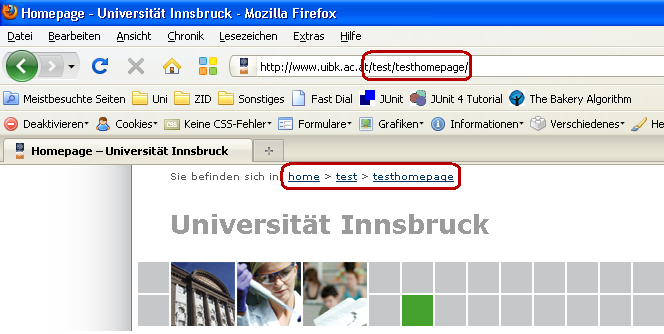 Homepage - Universität Innsbruck - Mozilla Firefox
Datei Bearbeiten Ansicht Chronik Lesezeichen Extras Hilfe
http://www.uibk.ac.at/test/testhomepage/
Meistbesuchte Seiten Uni ZID Sonstiges Fast Dial JUnit JUnit 4 Tutorial The Bakery Algorithm
Deaktivieren Cookies Keine CSS-Fehler Formulare Grafiken Informationen Verschiedenes He
Homepage – Universität Innsbruck
Sie befinden sich in: home > test > testhomepage
Universität Innsbruck